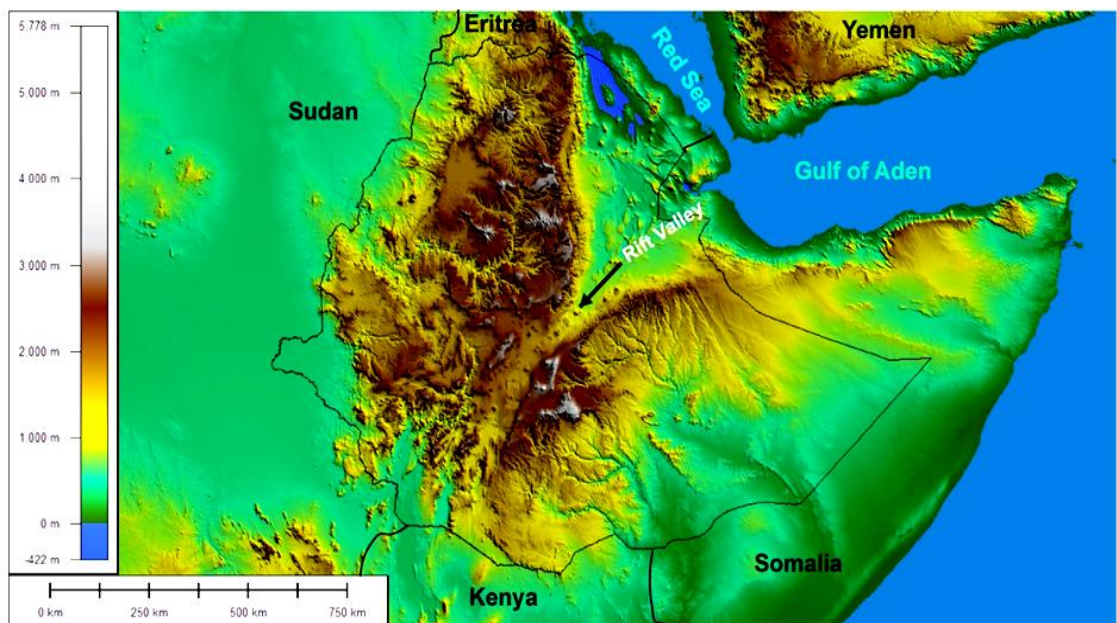 5.778 m
5.000 m
4.000 m
3.000 m
2.000 m
1.000 m
0 m
-422 m
Eritrea
Yemen
Red Sea
Sudan
Gulf of Aden
Rift Valley
Somalia
Kenya
0 km
250 km
500 km
750 km